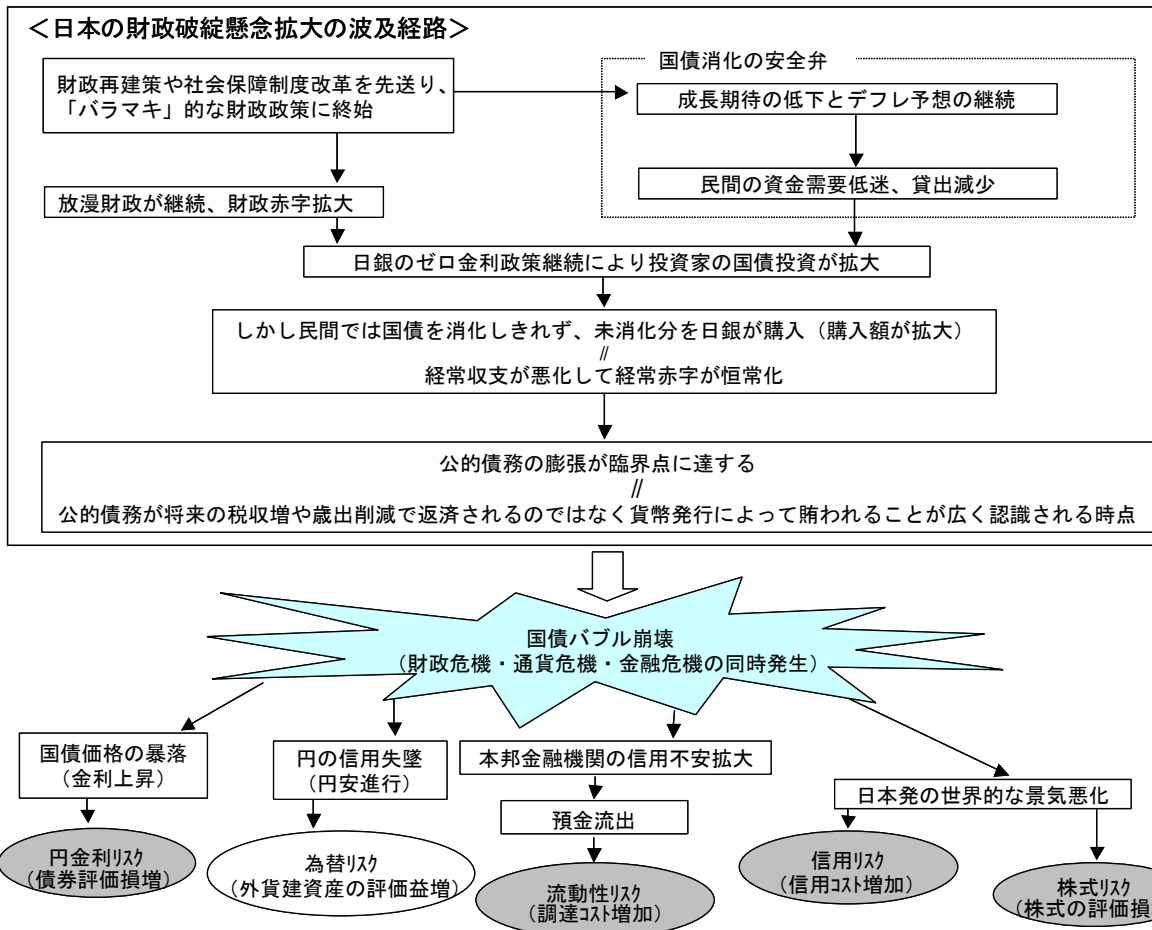 ＜日本の財政破綻懸念拡大の波及経路＞
国債消化の安全弁
財政再建策や社会保障制度改革を先送り、
「バラマキ」的な財政政策に終始
成長期待の低下とデフレ予想の継続
民間の資金需要低迷、貸出減少
放漫財政が継続、財政赤字拡大
日銀のゼロ金利政策継続により投資家の国債投資が拡大
しかし民間では国債を消化しきれず、未消化分を日銀が購入（購入額が拡大）
〃
経常収支が悪化して経常赤字が恒常化
公的債務の膨張が臨界点に達する
〃
公的債務が将来の税収増や歳出削減で返済されるのではなく貨幣発行によって賄われることが広く認識される時点
国債バブル崩壊
（財政危機・通貨危機・金融危機の同時発生）
国債価格の暴落
（金利上昇）
円の信用失墜
（円安進行）
本邦金融機関の信用不安拡大
日本発の世界的な景気悪化
預金流出
円金利リスク
（債券評価損増）
為替リスク
（外貨建資産の評価益増）
流動性リスク
（調達コスト増加）
信用リスク
（信用コスト増加）
株式リスク
（株式の評価損